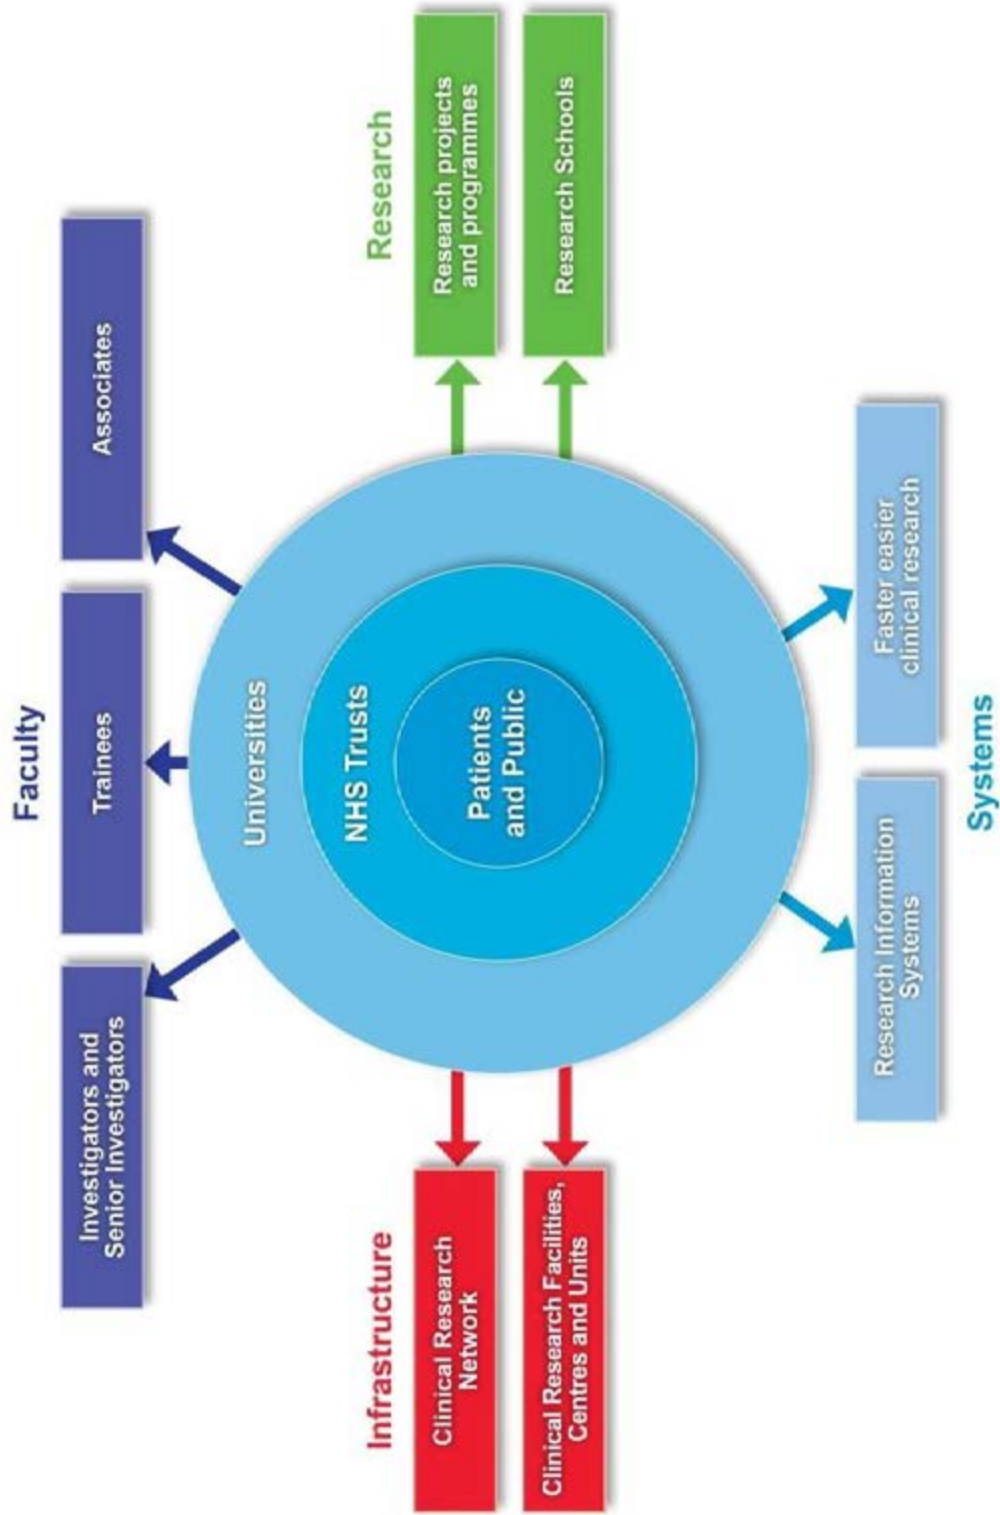 Faculty
Investigators and
Senior Investigators
Trainees
Associates
Universities
NHS Trusts
Patients
and Public
Infrastructure
Clinical Research
Network
Clinical Research Facilities,
Centres and Units
Research
Research projects
and programmes
Research Schools
Research Information
Systems
Faster easier
clinical research
Systems